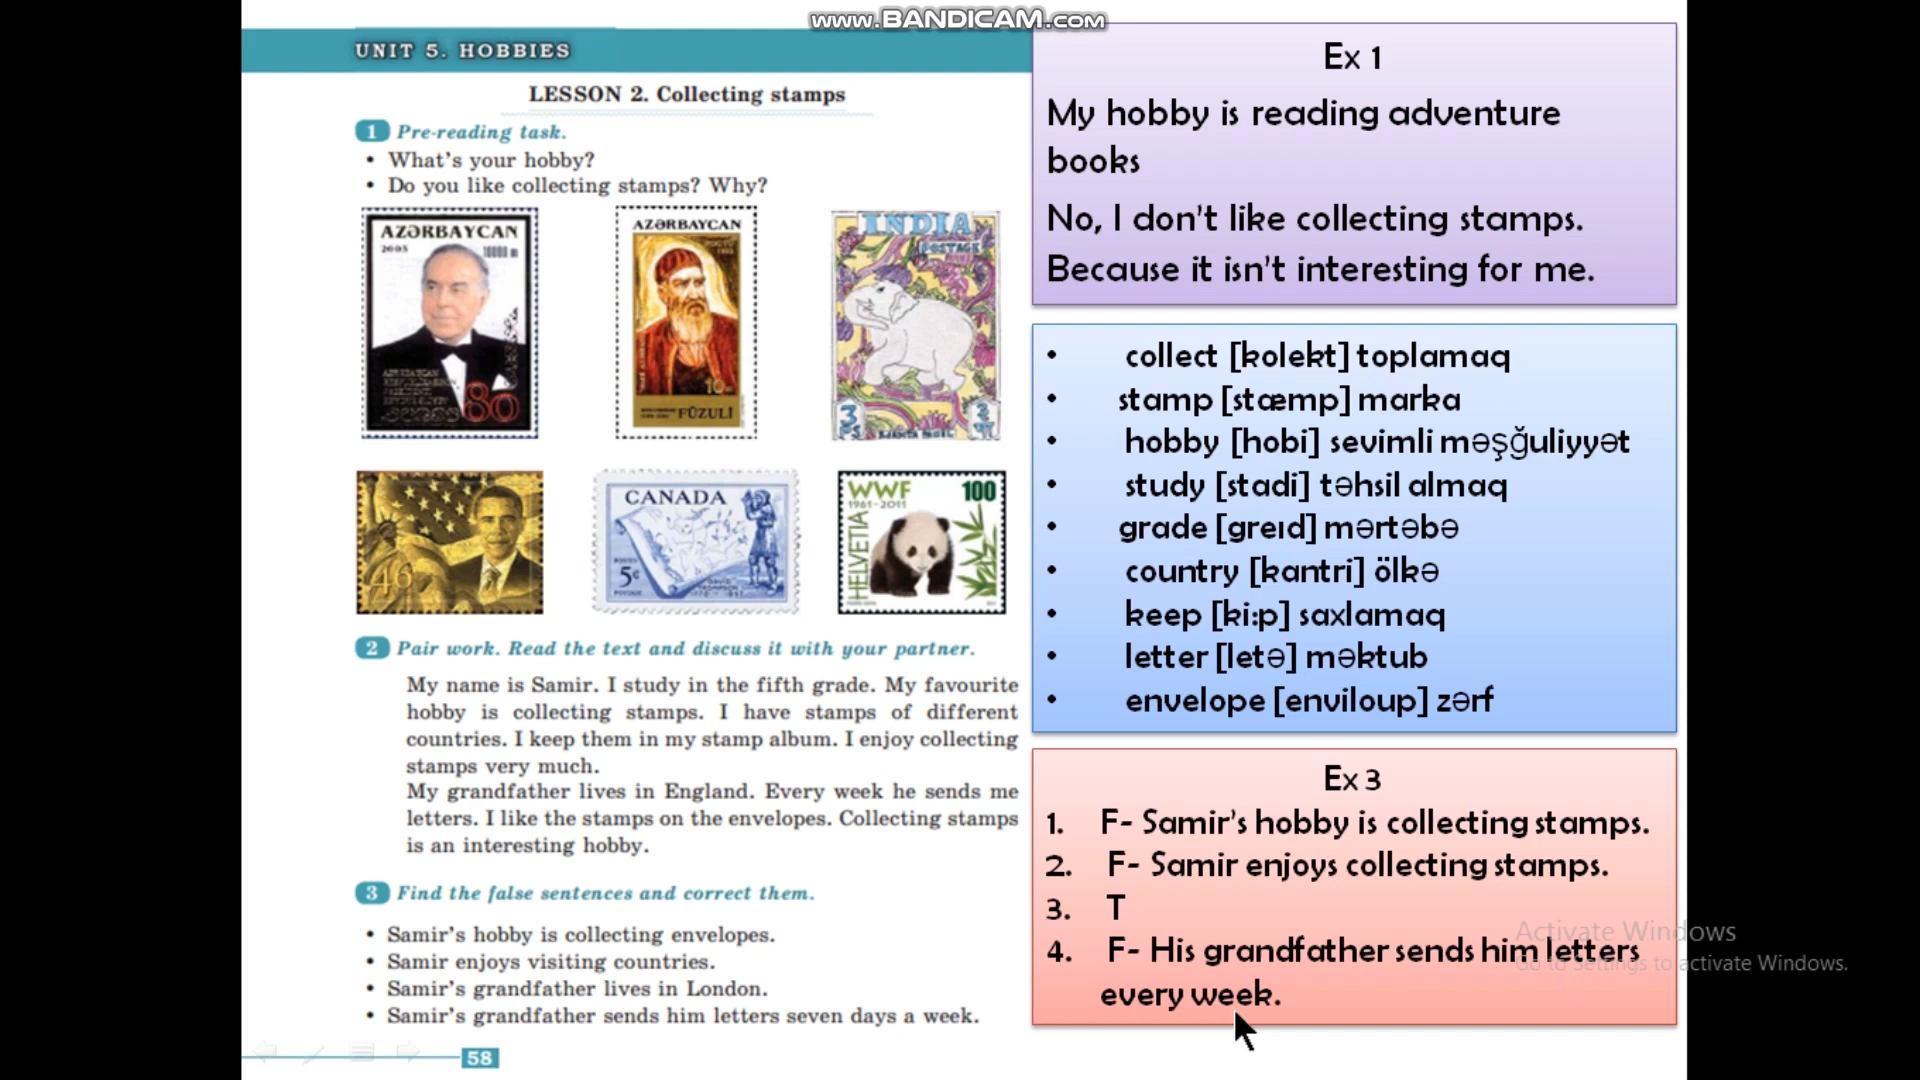 www.BANDICAM.com
UNIT 5. HOBBIES
LESSON 2. Collecting stamps
1 Pre-reading task.
• What's your hobby?
• Do you like collecting stamps? Why?
AZƏRBAYCAN
2003
10000 m
80
AZƏRBAYCAN
FÜZULİ
INDIA
POSTAGE
46
CANADA
5¢
POSTAGE
WWF 100
1961-2011
HELVETIA
2 Pair work. Read the text and discuss it with your partner.
My name is Samir. I study in the fifth grade. My favourite
hobby is collecting stamps. I have stamps of different
countries. I keep them in my stamp album. I enjoy collecting
stamps very much.
My grandfather lives in England. Every week he sends me
letters. I like the stamps on the envelopes. Collecting stamps
is an interesting hobby.
3 Find the false sentences and correct them.
• Samir's hobby is collecting envelopes.
• Samir enjoys visiting countries.
• Samir's grandfather lives in London.
• Samir's grandfather sends him letters seven days a week.
58
Ex 1
My hobby is reading adventure
books
No, I don't like collecting stamps.
Because it isn't interesting for me.
• collect [kolekt] toplamaq
• stamp [stæmp] marka
• hobby [hobi] sevimli məşğuliyyət
• study [stadi] təhsil almaq
• grade [greıd] mərtəbə
• country [kantri] ölkə
• keep [ki:p] saxlamaq
• letter [letə] məktub
• envelope [enviloup] zərf
Ex 3
1. F- Samir's hobby is collecting stamps.
2. F- Samir enjoys collecting stamps.
3. T
4. F- His grandfather sends him letters
every week.
Activate Windows
Go to Settings to activate Windows.